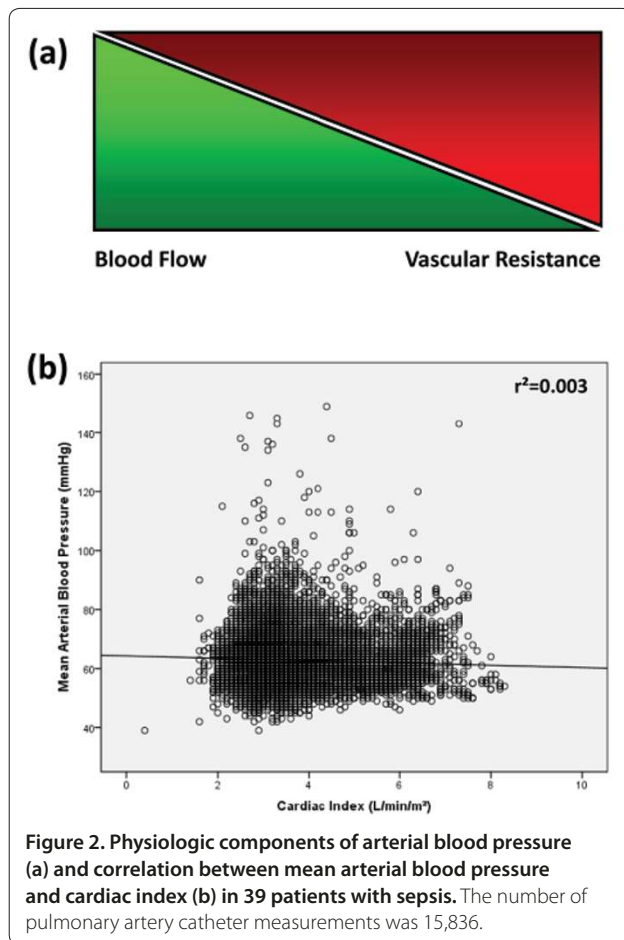 (a)
Blood Flow Vascular Resistance
(b)
r²=0.003
Mean Arterial Blood Pressure (mmHg)
160
140
120
100
80
60
40
0 2 4 6 8 10
Cardiac Index (L/min/m²)
Figure 2. Physiologic components of arterial blood pressure
(a) and correlation between mean arterial blood pressure
and cardiac index (b) in 39 patients with sepsis. The number of
pulmonary artery catheter measurements was 15,836.